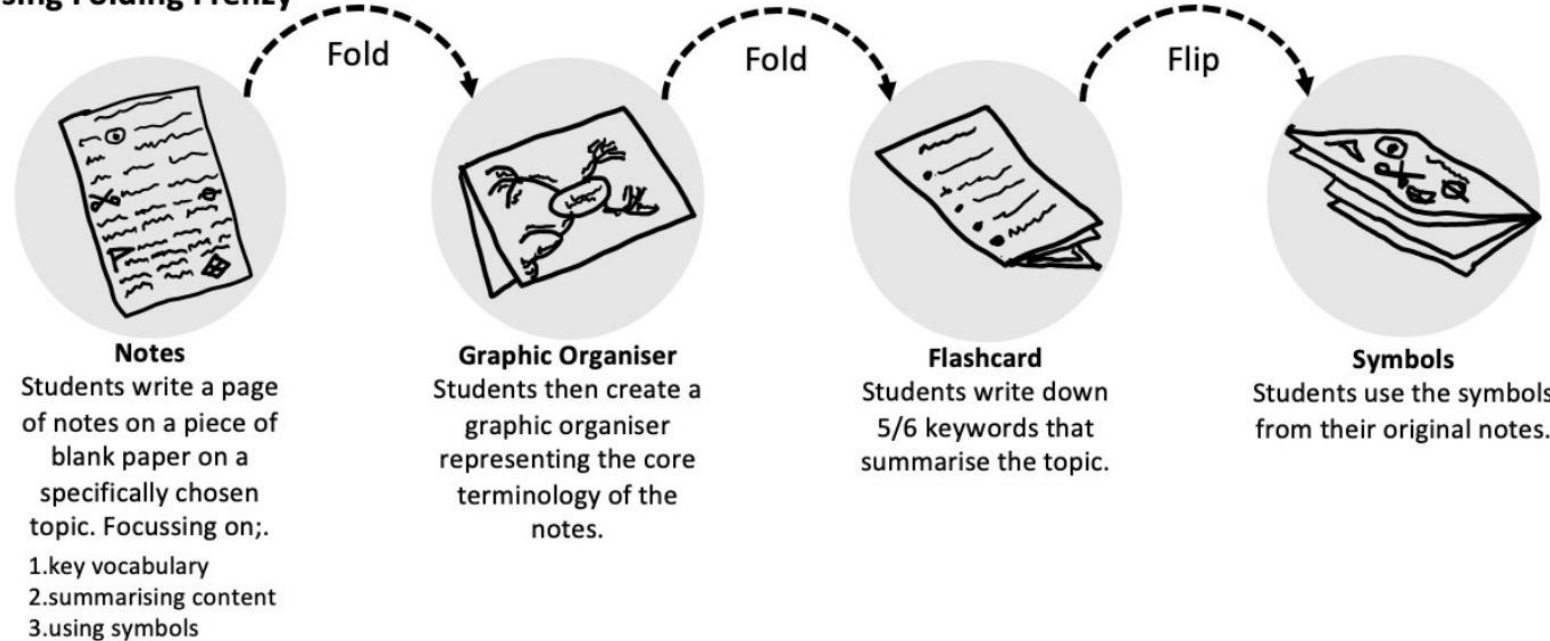 Folding Frenzy
Fold
Fold
Flip
Notes
Students write a page
of notes on a piece of
blank paper on a
specifically chosen
topic. Focussing on;.
1.key vocabulary
2.summarising content
3.using symbols
Graphic Organiser
Students then create a
graphic organiser
representing the core
terminology of the
notes.
Flashcard
Students write down
5/6 keywords that
summarise the topic.
Symbols
Students use the symbols
from their original notes.